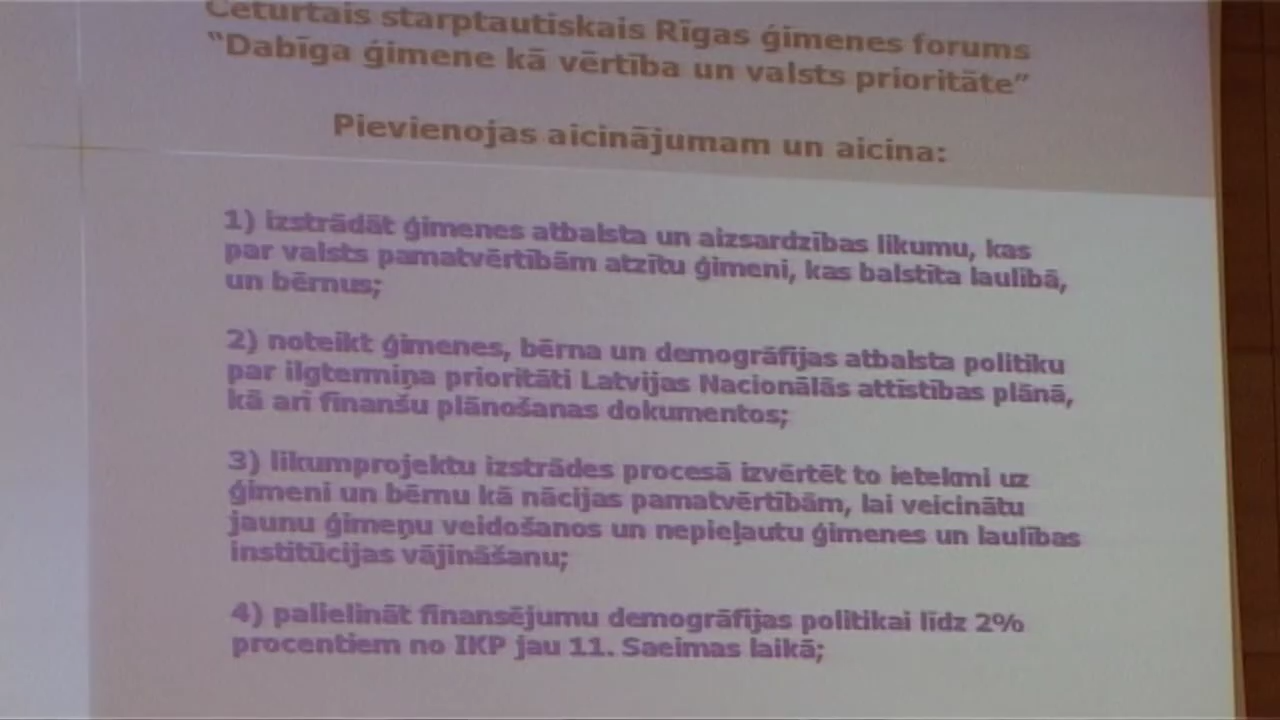 Ceturtais starptautiskais Rīgas ģimenes forums
“Dabīga ģimene kā vērtība un valsts prioritāte”
Pievienojas aicinājumam un aicina:
1) izstrādāt ģimenes atbalsta un aizsardzības likumu, kas
par valsts pamatvērtībām atzītu ģimeni, kas balstīta laulībā,
un bērnus;
2) noteikt ģimenes, bērna un demogrāfijas atbalsta politiku
par ilgtermiņa prioritāti Latvijas Nacionālās attīstības plānā,
kā arī finanšu plānošanas dokumentos;
3) likumprojektu izstrādes procesā izvērtēt to ietekmi uz
ģimeni un bērnu kā nācijas pamatvērtībām, lai veicinātu
jaunu ģimeņu veidošanos un nepieļautu ģimenes un laulības
institūcijas vājināšanu;
4) palielināt finansējumu demogrāfijas politikai līdz 2%
procentiem no IKP jau 11. Saeimas laikā;